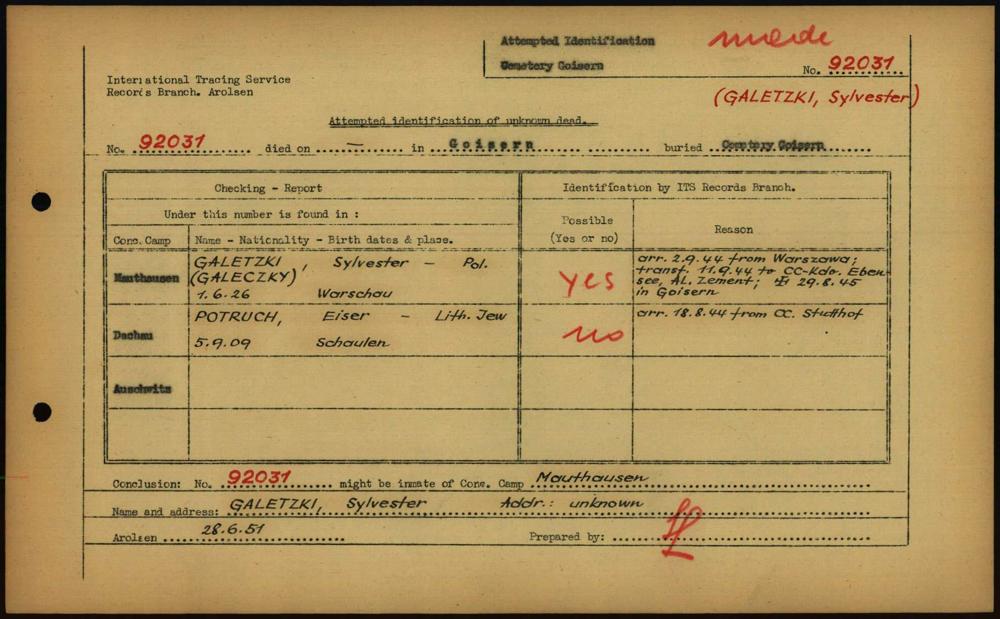 Attempted Identification
Cemetery Goisern
made
No. 92031
(GALETZKI, Sylvester)
International Tracing Service
Records Branch. Arolsen
Attempted identification of unknown dead.
No. 92031 died on — in Goisern buried Cemetery Goisern
Checking - Report
Identification by ITS Records Branch.
Under this number is found in :
Possible
(Yes or no)
Reason
Conc. Camp
Name - Nationality - Birth dates & place.
Mauthausen
GALETZKI, Sylvester — Pol.
(GALECZKY)
1.6.26 Warschau
yes
arr. 2.9.44 from Warszawa;
transf. 11.9.44 to CC-Kdo. Eben
see, AL. Zement; 29.8.45
in Goisern
Dachau
POTRUCH, Eiser — Lith. Jew
5.9.09 Schaulen
no
arr. 18.8.44 from CC. Stutthof
Auschwitz
Conclusion: No. 92031 might be inmate of Conc. Camp Mauthausen
Name and address: GALETZKI, Sylvester Addr.: unknown
Arolsen 28.6.51 Prepared by: